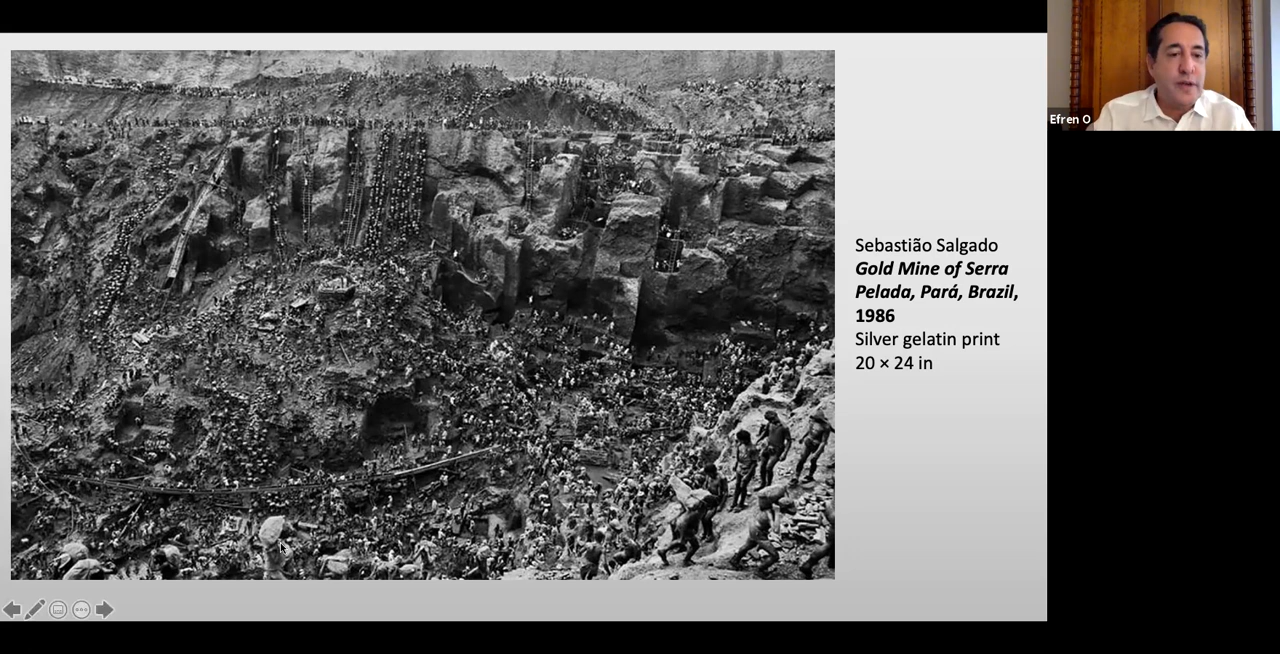 Sebastião Salgado
Gold Mine of Serra
Pelada, Pará, Brazil,
1986
Silver gelatin print
20 × 24 in
Efren O